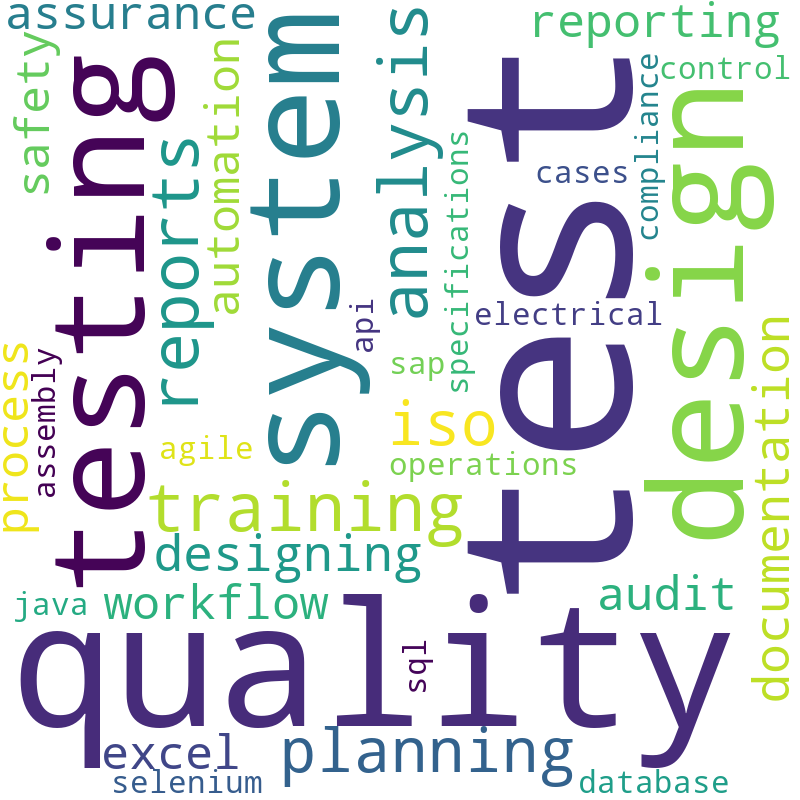 assurance
reporting
safety
testing
automation
system
analysis
test
compliance
control
design
reports
specifications
cases
api
electrical
process
assembly
sap
iso
documentation
agile
operations
training
designing
java
workflow
audit
quality
sql
excel
planning
selenium
database